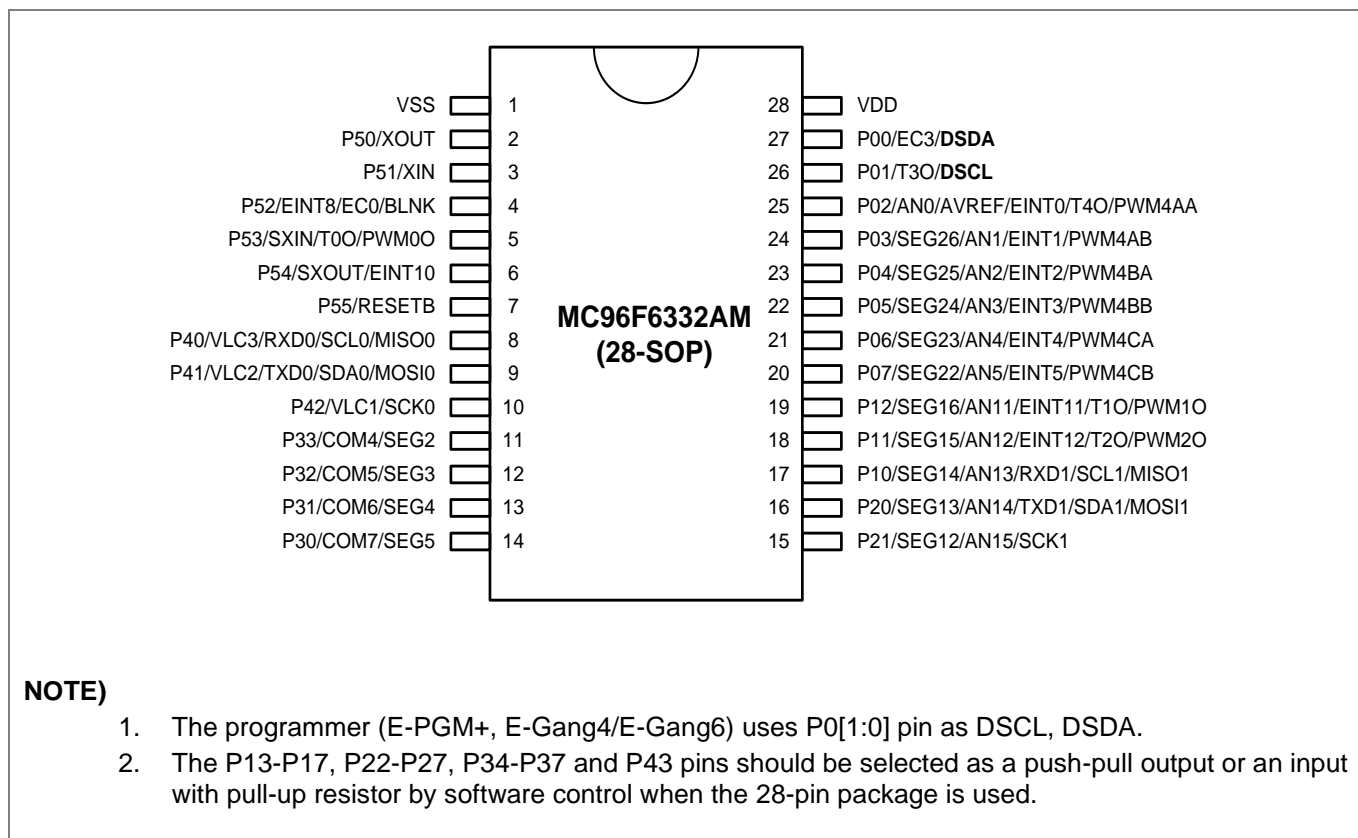 VSS 1 28 VDD
P50/XOUT 2 27 P00/EC3/DSDA
P51/XIN 3 26 P01/T3O/DSCL
P52/EINT8/EC0/BLNK 4 25 P02/AN0/AVREF/EINT0/T4O/PWM4AA
P53/SXIN/T0O/PWM0O 5 24 P03/SEG26/AN1/EINT1/PWM4AB
P54/SXOUT/EINT10 6 23 P04/SEG25/AN2/EINT2/PWM4BA
P55/RESETB 7 22 P05/SEG24/AN3/EINT3/PWM4BB
MC96F6332AM
(28-SOP)
P40/VLC3/RXD0/SCL0/MISO0 8 21 P06/SEG23/AN4/EINT4/PWM4CA
P41/VLC2/TXD0/SDA0/MOSI0 9 20 P07/SEG22/AN5/EINT5/PWM4CB
P42/VLC1/SCK0 10 19 P12/SEG16/AN11/EINT11/T1O/PWM1O
P33/COM4/SEG2 11 18 P11/SEG15/AN12/EINT12/T2O/PWM2O
P32/COM5/SEG3 12 17 P10/SEG14/AN13/RXD1/SCL1/MISO1
P31/COM6/SEG4 13 16 P20/SEG13/AN14/TXD1/SDA1/MOSI1
P30/COM7/SEG5 14 15 P21/SEG12/AN15/SCK1
NOTE)
1. The programmer (E-PGM+, E-Gang4/E-Gang6) uses P0[1:0] pin as DSCL, DSDA.
2. The P13-P17, P22-P27, P34-P37 and P43 pins should be selected as a push-pull output or an input
with pull-up resistor by software control when the 28-pin package is used.